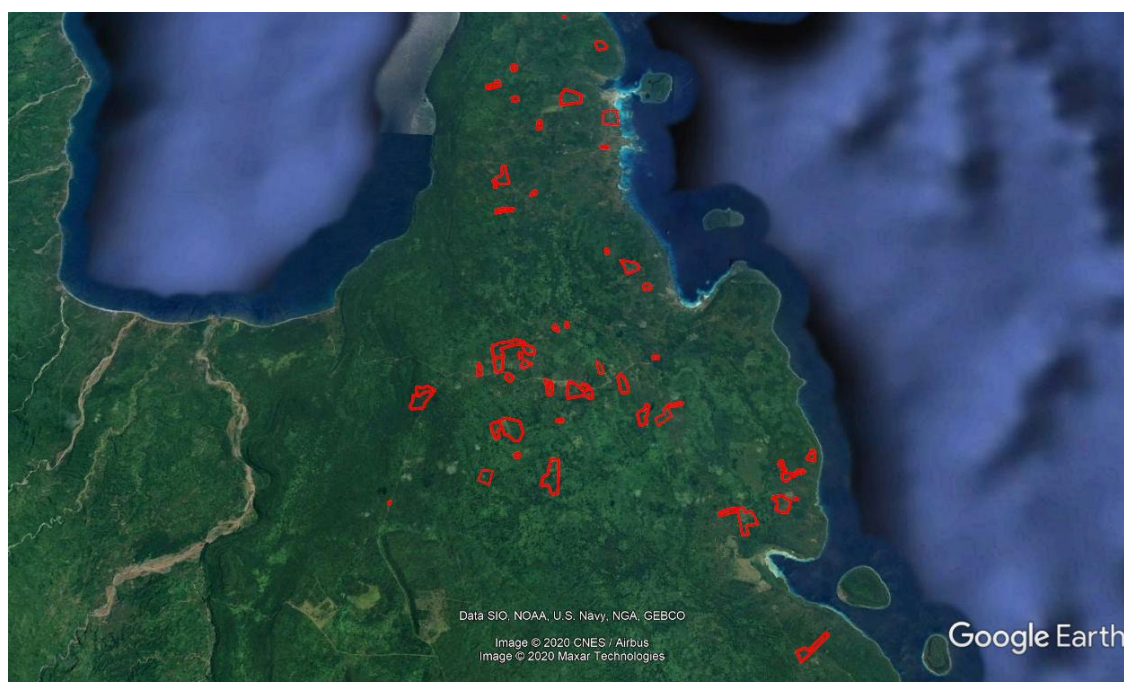 Data SIO, NOAA, U.S. Navy, NGA, GEBCO
Image © 2020 CNES / Airbus
Image © 2020 Maxar Technologies
Google Earth